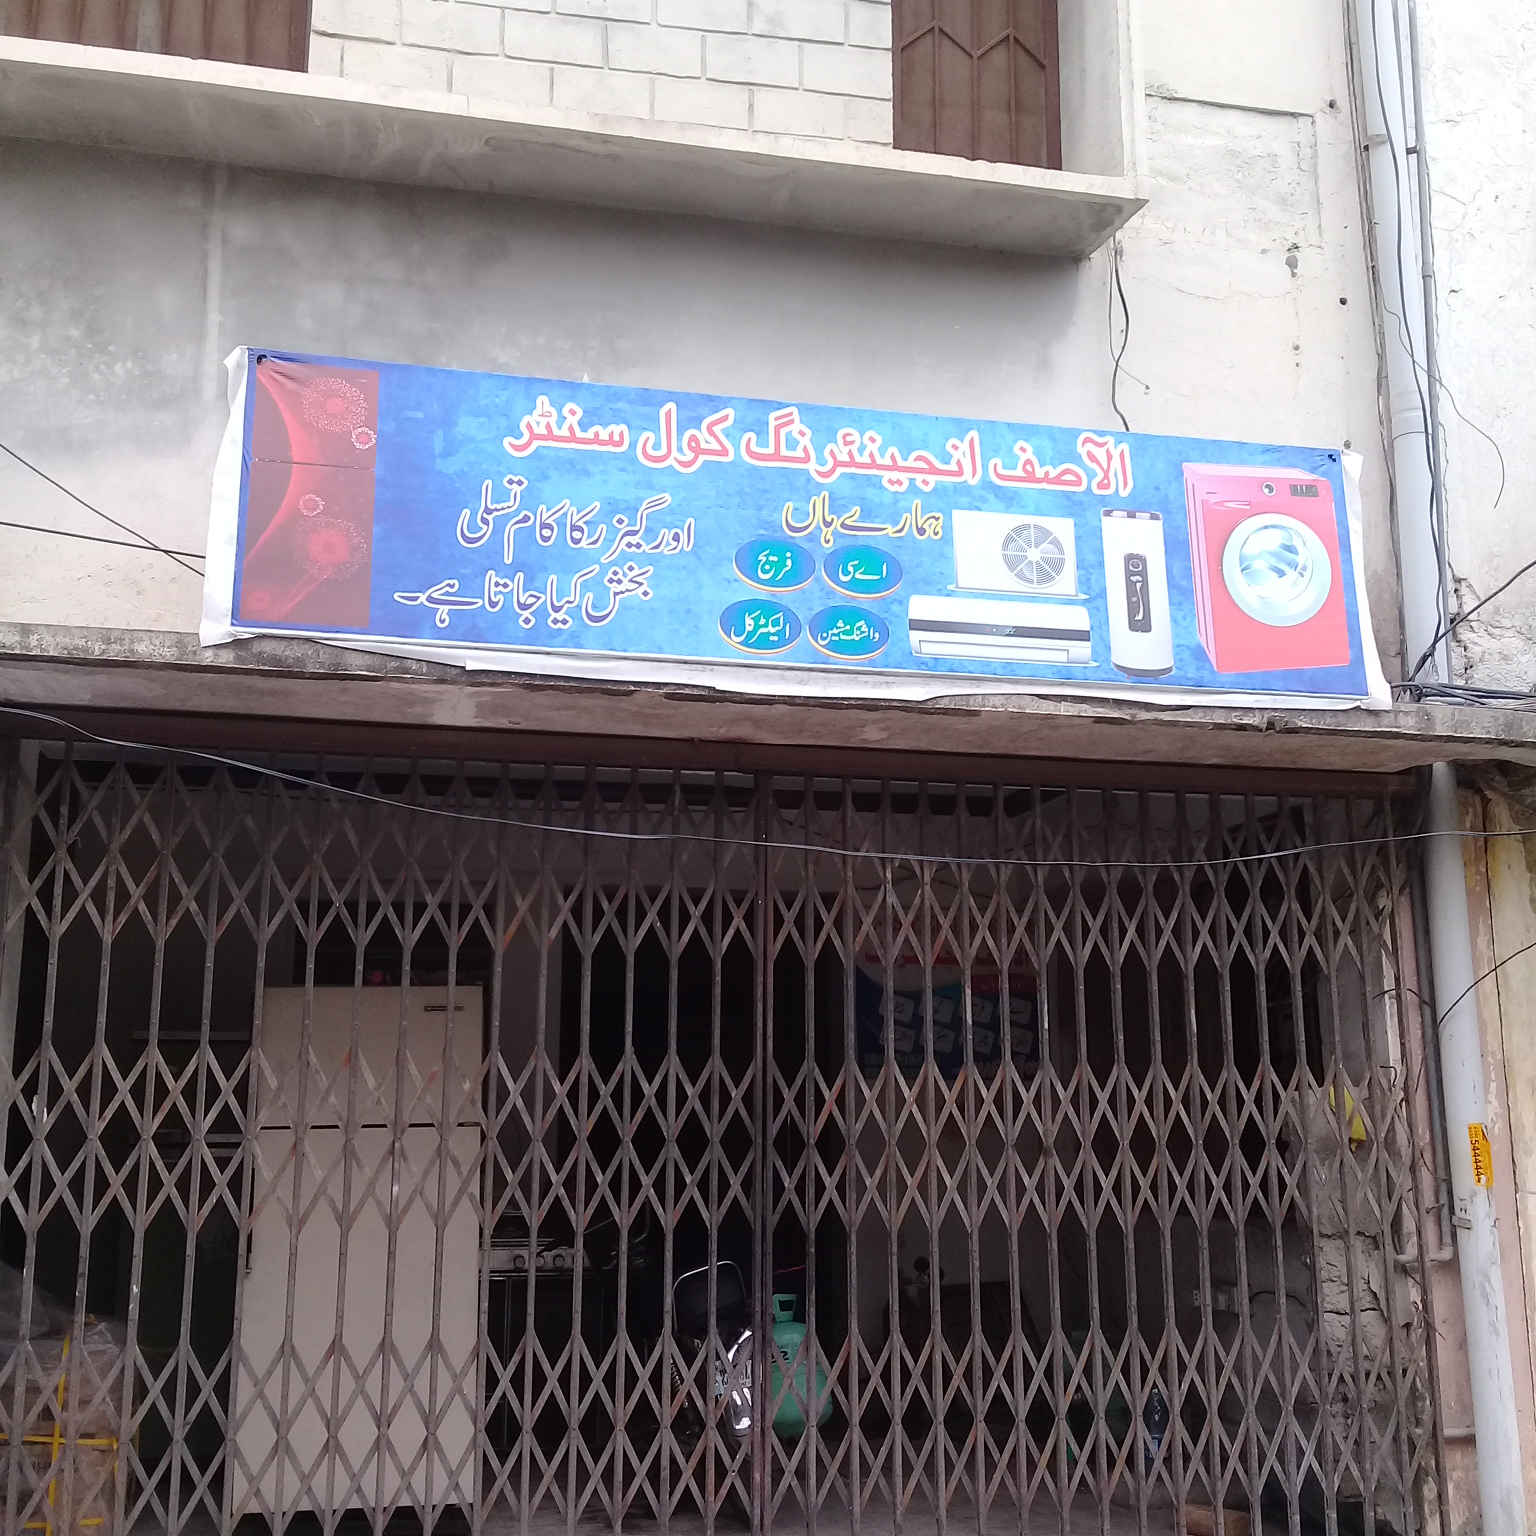 الآصف انجینئرنگ کول سنٹر
ہمارے ہاں
اے سی
فریج
واشنگ مشین
الیکٹرکل
اور گیزر کا کام تسلی
بخش کیا جاتا ہے۔